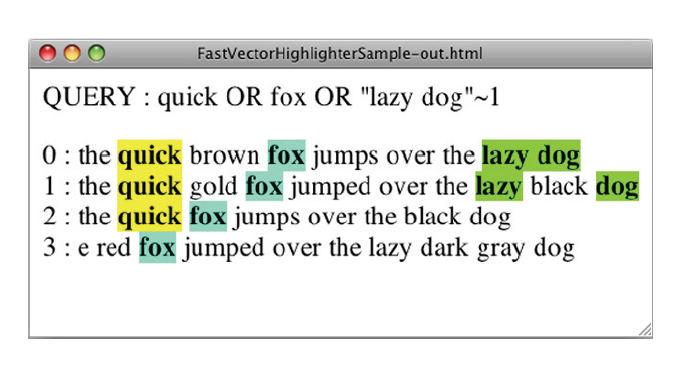 FastVectorHighlighterSample-out.html
QUERY : quick OR fox OR "lazy dog"~1
0 : the quick brown fox jumps over the lazy dog
1 : the quick gold fox jumped over the lazy black dog
2 : the quick fox jumps over the black dog
3 : e red fox jumped over the lazy dark gray dog